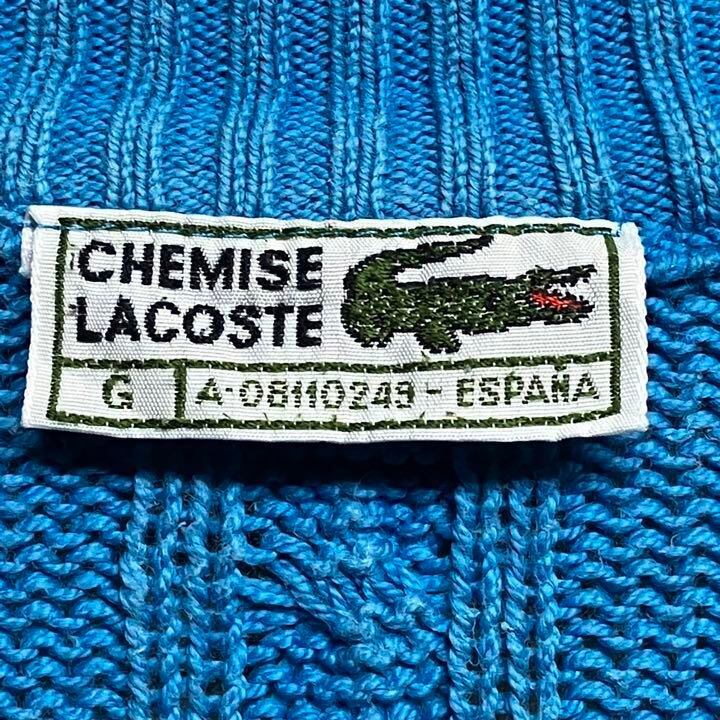 CHEMISE
LACOSTE
G A-08110249 - ESPAÑA